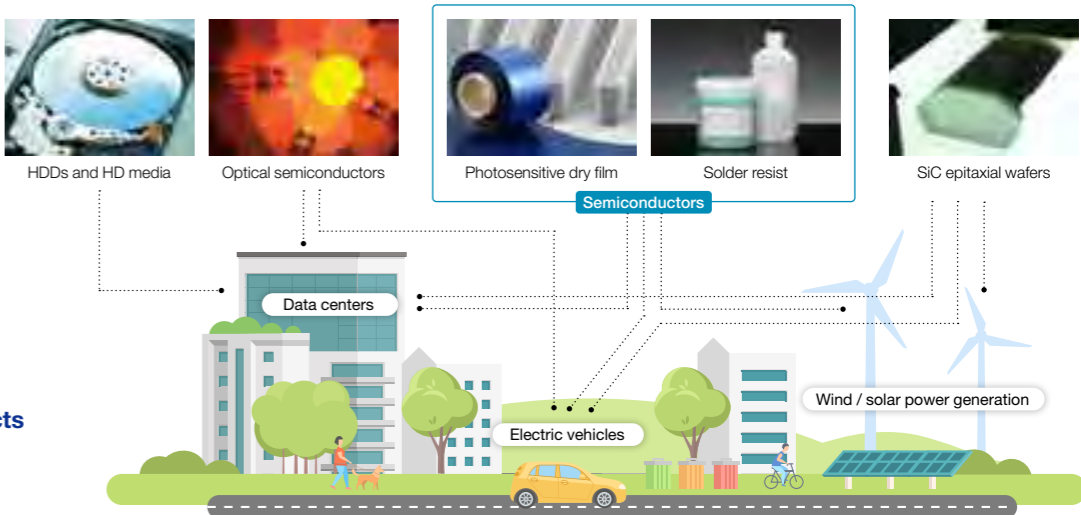 HDDs and HD media
Optical semiconductors
Photosensitive dry film
Solder resist
SiC epitaxial wafers
Semiconductors
Data centers
Wind / solar power generation
cts
Electric vehicles